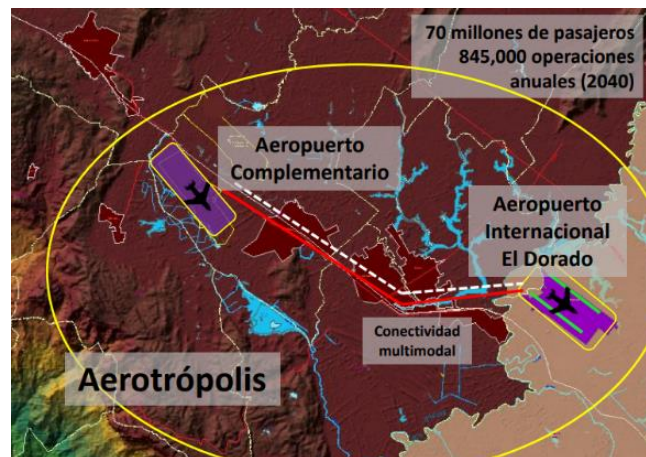 70 millones de pasajeros
845,000 operaciones
anuales (2040)
Aeropuerto
Complementario
Aeropuerto
Internacional
El Dorado
Conectividad
multimodal
Aerotrópolis